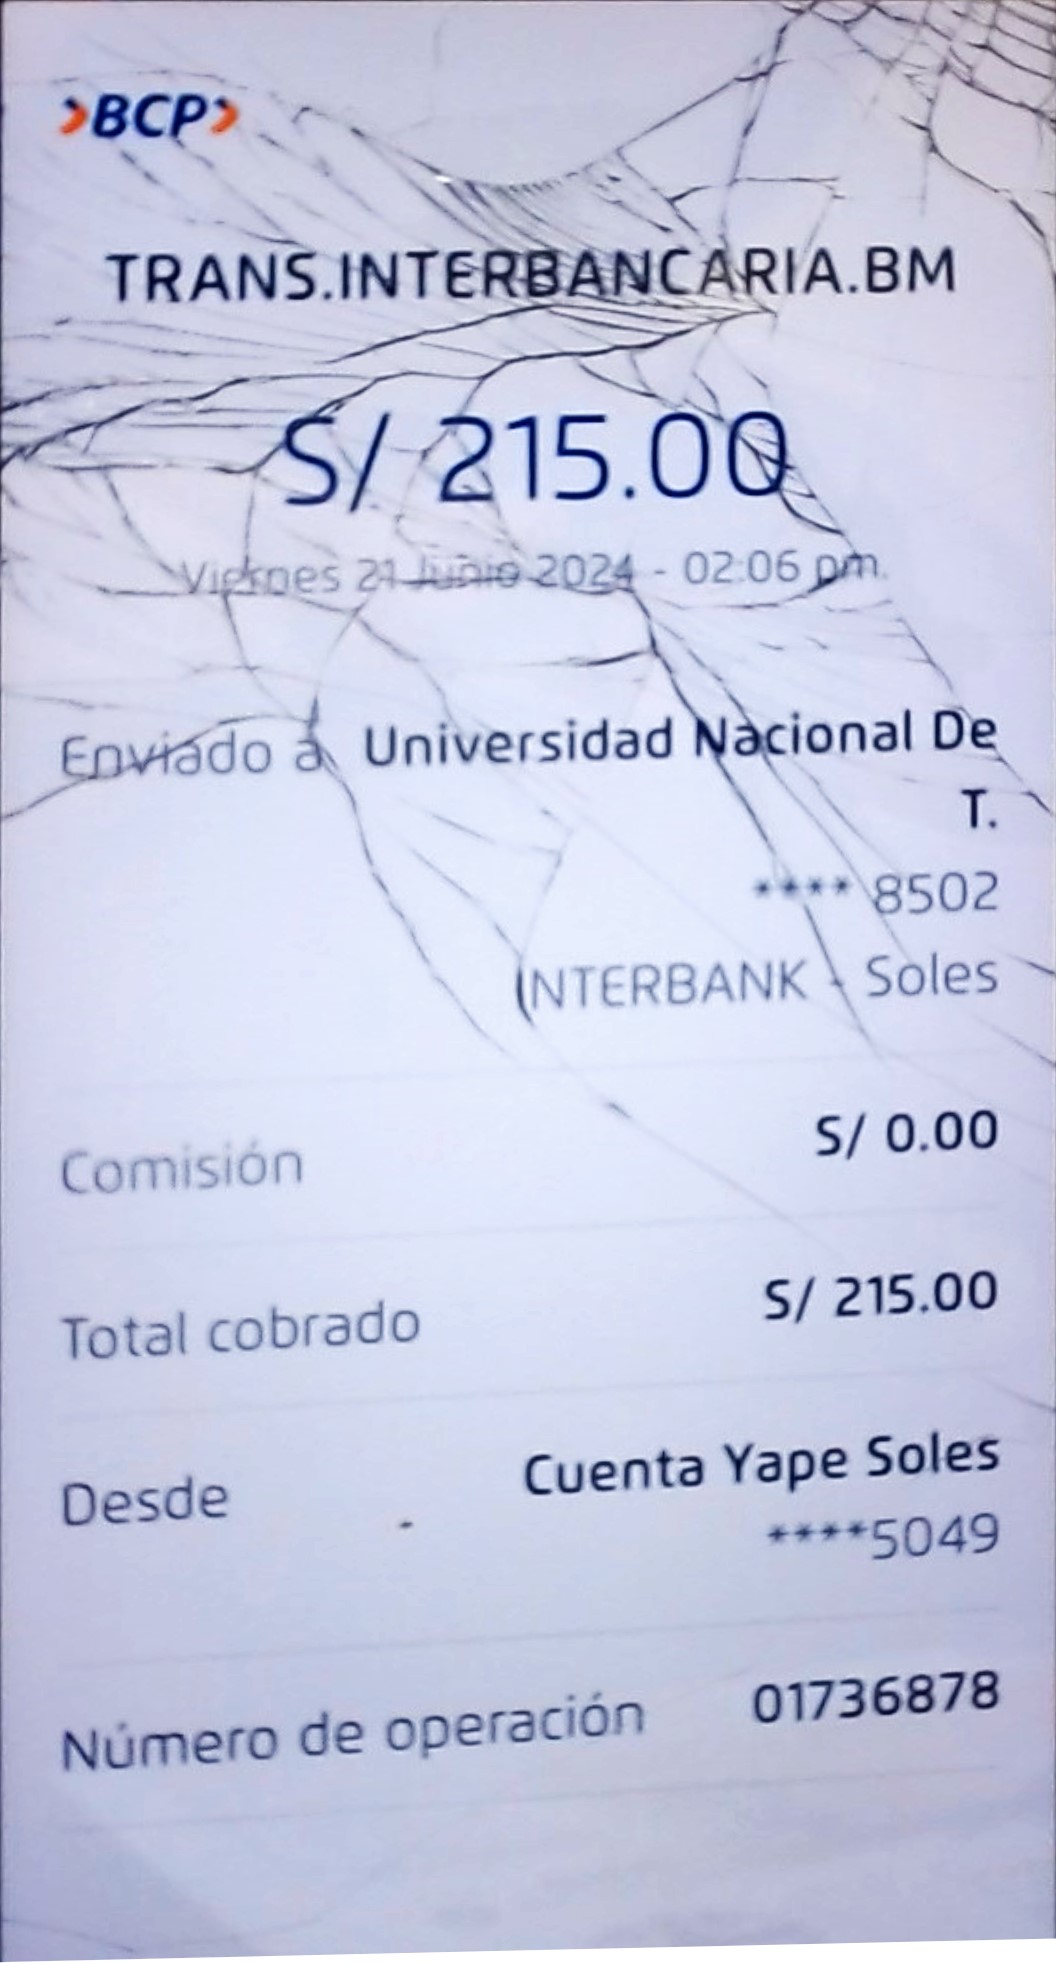 BCP
TRANS.INTERBANCARIA.BM
S/ 215.00
Viernes 21 Junio 2024 - 02:06 pm.
Enviado a Universidad Nacional De
T.
**** 8502
INTERBANK - Soles
Comisión S/ 0.00
Total cobrado S/ 215.00
Desde Cuenta Yape Soles
****5049
Número de operación 01736878